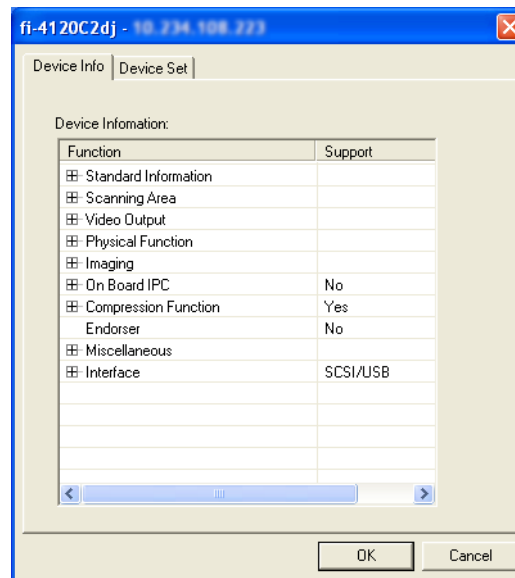 fi-4120C2dj - 10.234.108.223
Device Info Device Set
Device Infomation:
Function Support
Standard Information
Scanning Area
Video Output
Physical Function
Imaging
On Board IPC No
Compression Function Yes
Endorser No
Miscellaneous
Interface SCSI/USB
OK Cancel